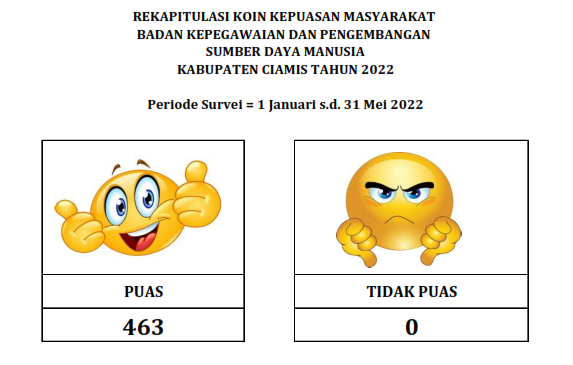 REKAPITULASI KOIN KEPUASAN MASYARAKAT
BADAN KEPEGAWAIAN DAN PENGEMBANGAN
SUMBER DAYA MANUSIA
KABUPATEN CIAMIS TAHUN 2022
Periode Survei = 1 Januari s.d. 31 Mei 2022
PUAS
463
TIDAK PUAS
0